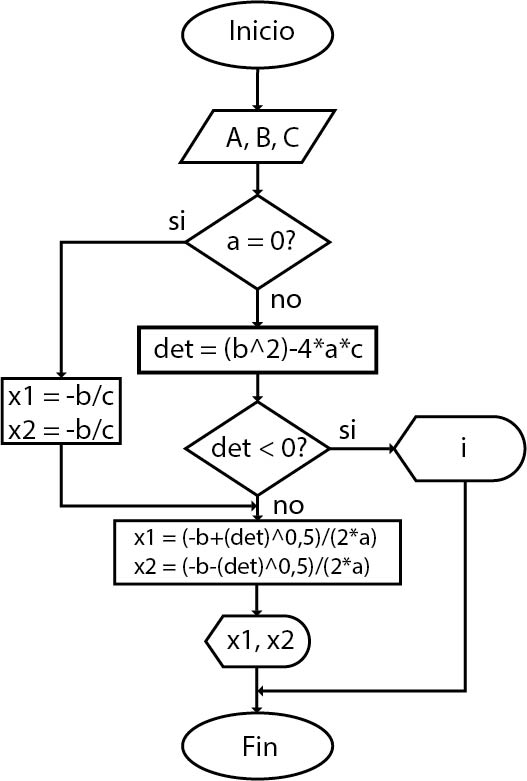 Inicio
A, B, C
si
a = 0?
no
det = (b^2)-4*a*c
x1 = -b/c
x2 = -b/c
det < 0?
si
i
no
x1 = (-b+(det)^0,5)/(2*a)
x2 = (-b-(det)^0,5)/(2*a)
x1, x2
Fin